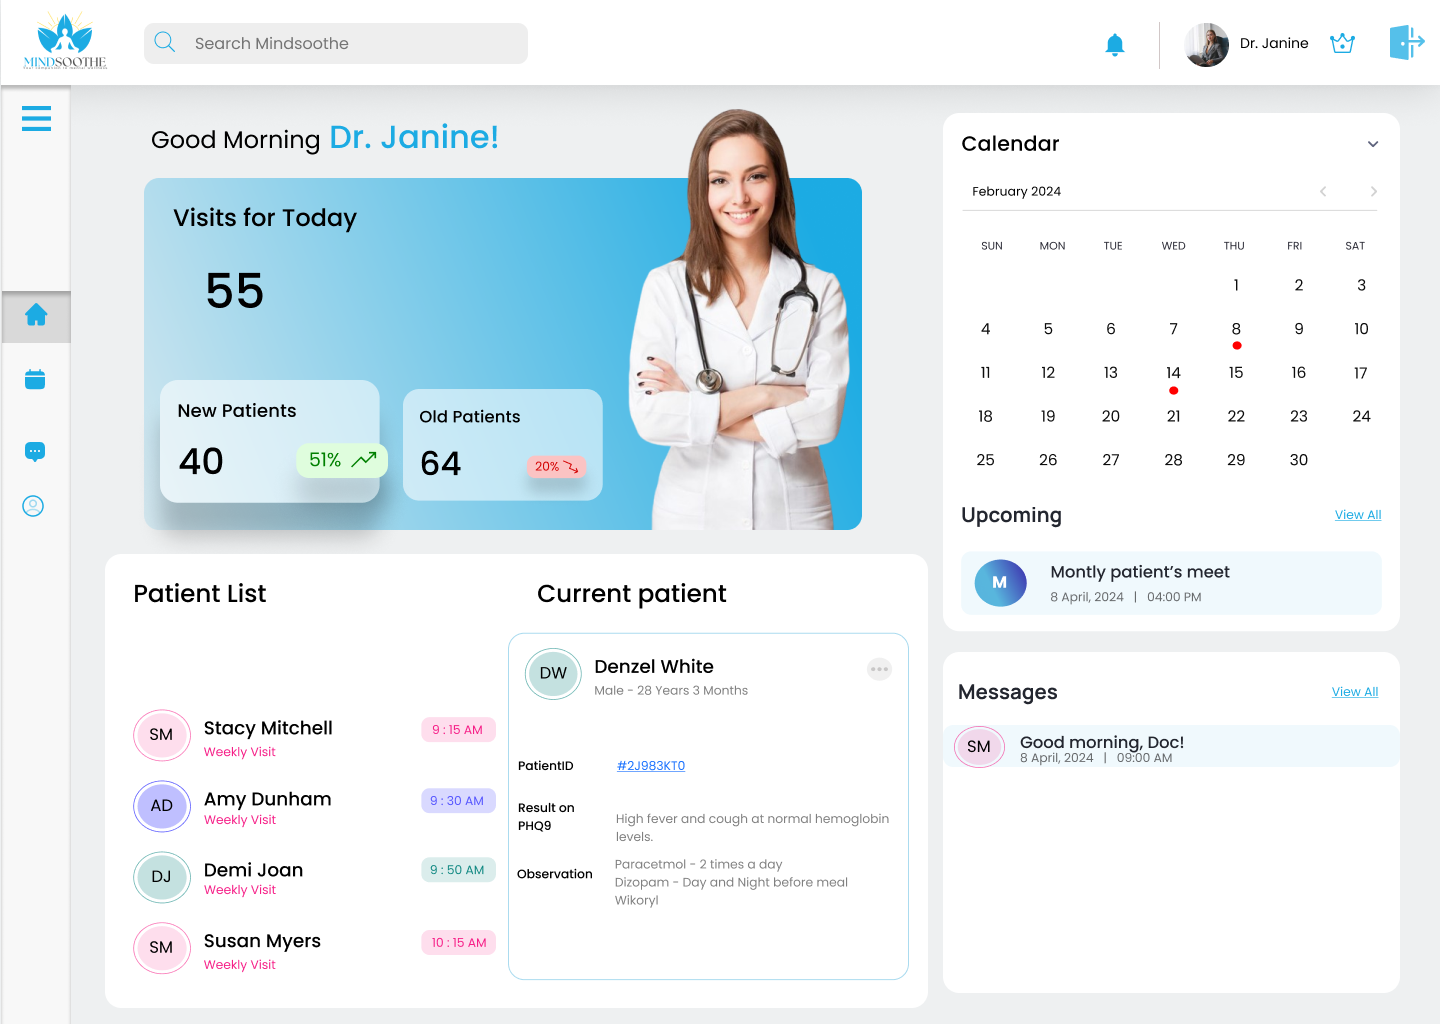 MINDSOOTHE
Search Mindsoothe
Dr. Janine
Good Morning Dr. Janine!
Visits for Today
55
New Patients
40
51%
Old Patients
64
20%
Calendar
February 2024
SUN MON TUE WED THU FRI SAT
1 2 3
4 5 6 7 8 9 10
11 12 13 14 15 16 17
18 19 20 21 22 23 24
25 26 27 28 29 30
Upcoming
View All
M
Montly patient’s meet
8 April, 2024 | 04:00 PM
Patient List
SM
Stacy Mitchell
Weekly Visit
9 : 15 AM
AD
Amy Dunham
Weekly Visit
9 : 30 AM
DJ
Demi Joan
Weekly Visit
9 : 50 AM
SM
Susan Myers
Weekly Visit
10 : 15 AM
Current patient
DW
Denzel White
Male - 28 Years 3 Months
PatientID
#2J983KT0
Result on
PHQ9
High fever and cough at normal hemoglobin
levels.
Observation
Paracetmol - 2 times a day
Dizopam - Day and Night before meal
Wikoryl
Messages
View All
SM
Good morning, Doc!
8 April, 2024 | 09:00 AM